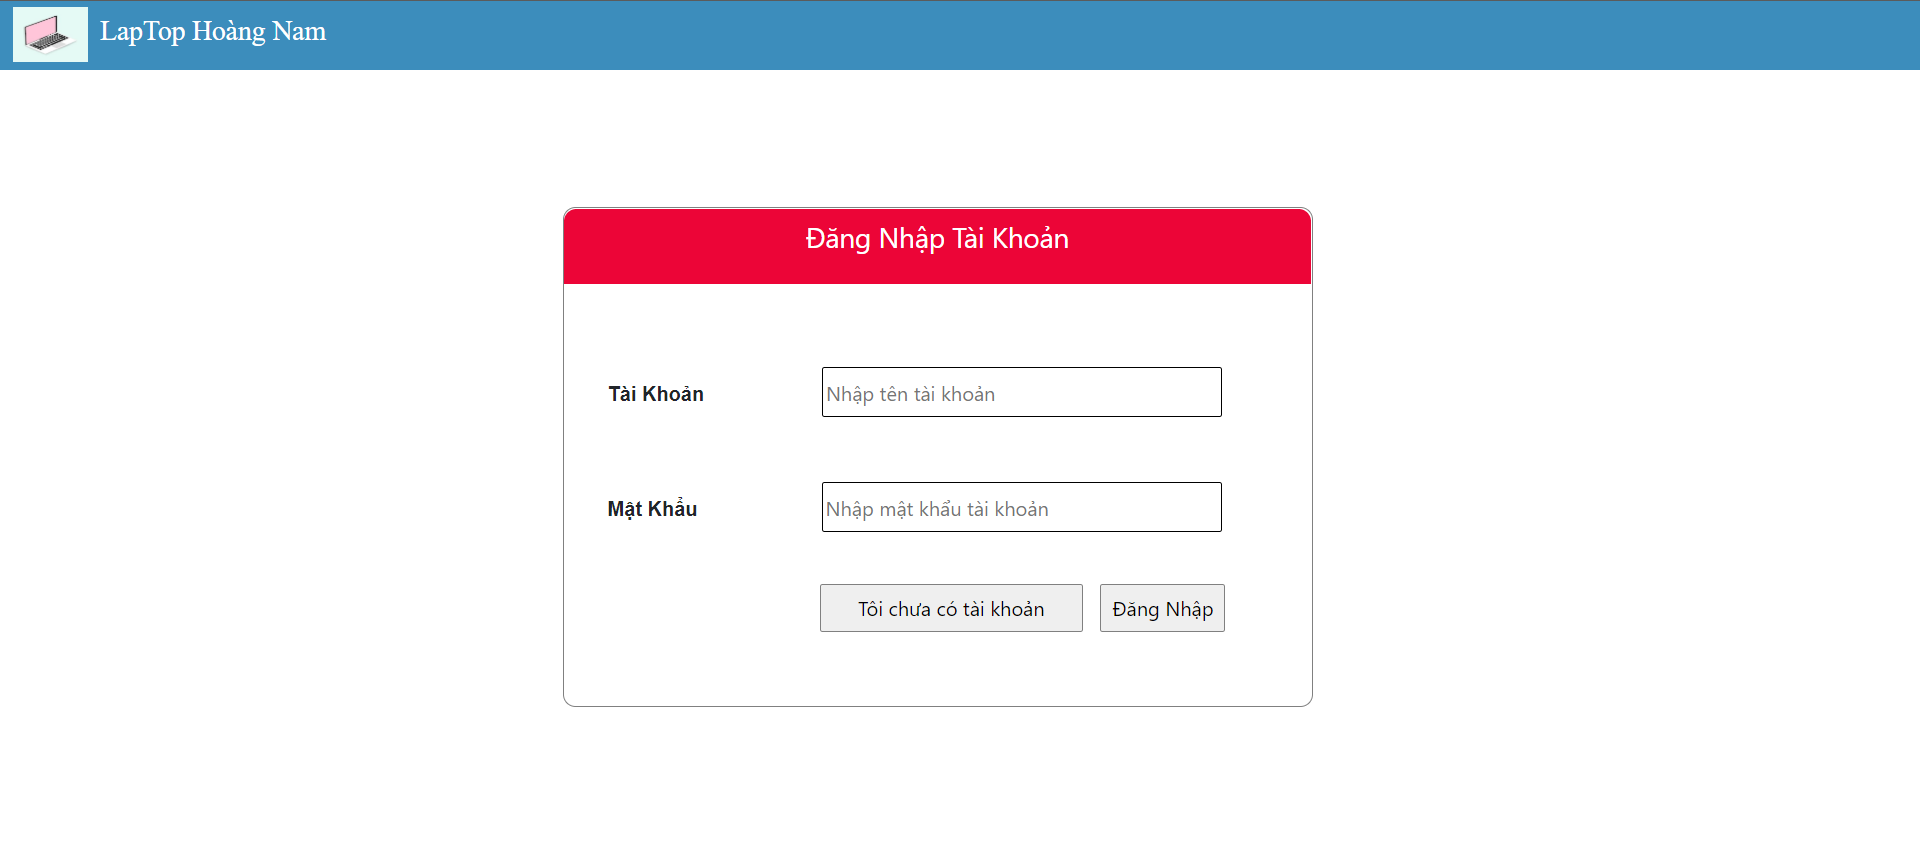 LapTop Hoàng Nam
Đăng Nhập Tài Khoản
Tài Khoản
Nhập tên tài khoản
Mật Khẩu
Nhập mật khẩu tài khoản
Tôi chưa có tài khoản
Đăng Nhập